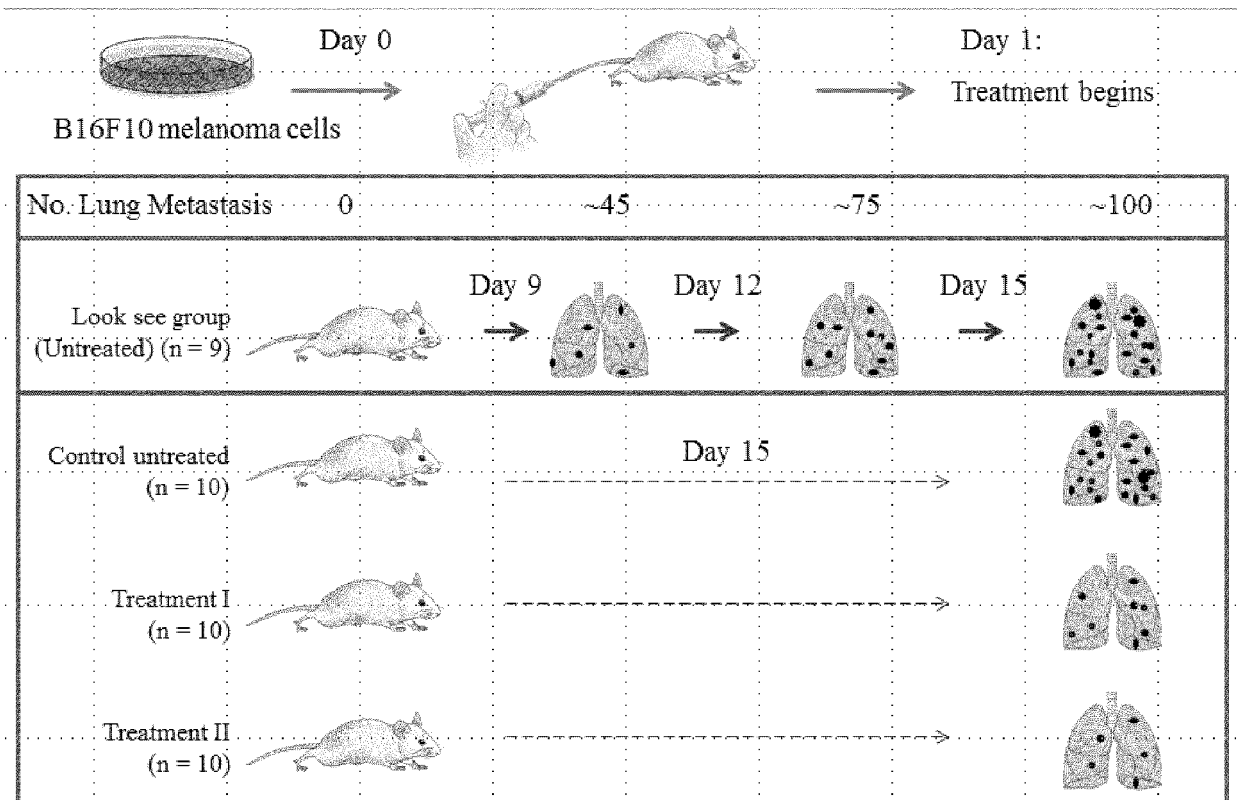 Day 0
Day 1:
Treatment begins
B16F10 melanoma cells
No. Lung Metastasis 0 ~45 ~75 ~100
Day 9 Day 12 Day 15
Look see group
(Untreated) (n = 9)
Control untreated
(n = 10)
Day 15
Treatment I
(n = 10)
Treatment II
(n = 10)